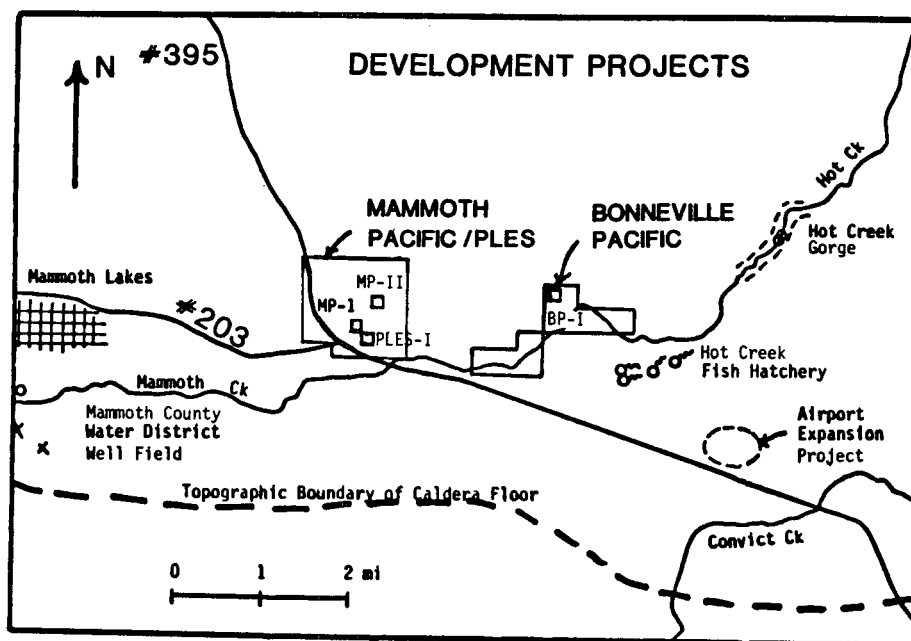 N
#395
DEVELOPMENT PROJECTS
Hot Ck
MAMMOTH
PACIFIC/PLES
BONNEVILLE
PACIFIC
Hot Creek
Gorge
Mammoth Lakes
MP-II
MP-1
PLES-I
BP-I
#203
Hot Creek
Fish Hatchery
Mammoth Ck
Mammoth County
Water District
Well Field
Airport
Expansion
Project
Topographic Boundary of Caldera Floor
Convict Ck
0 1 2 mi